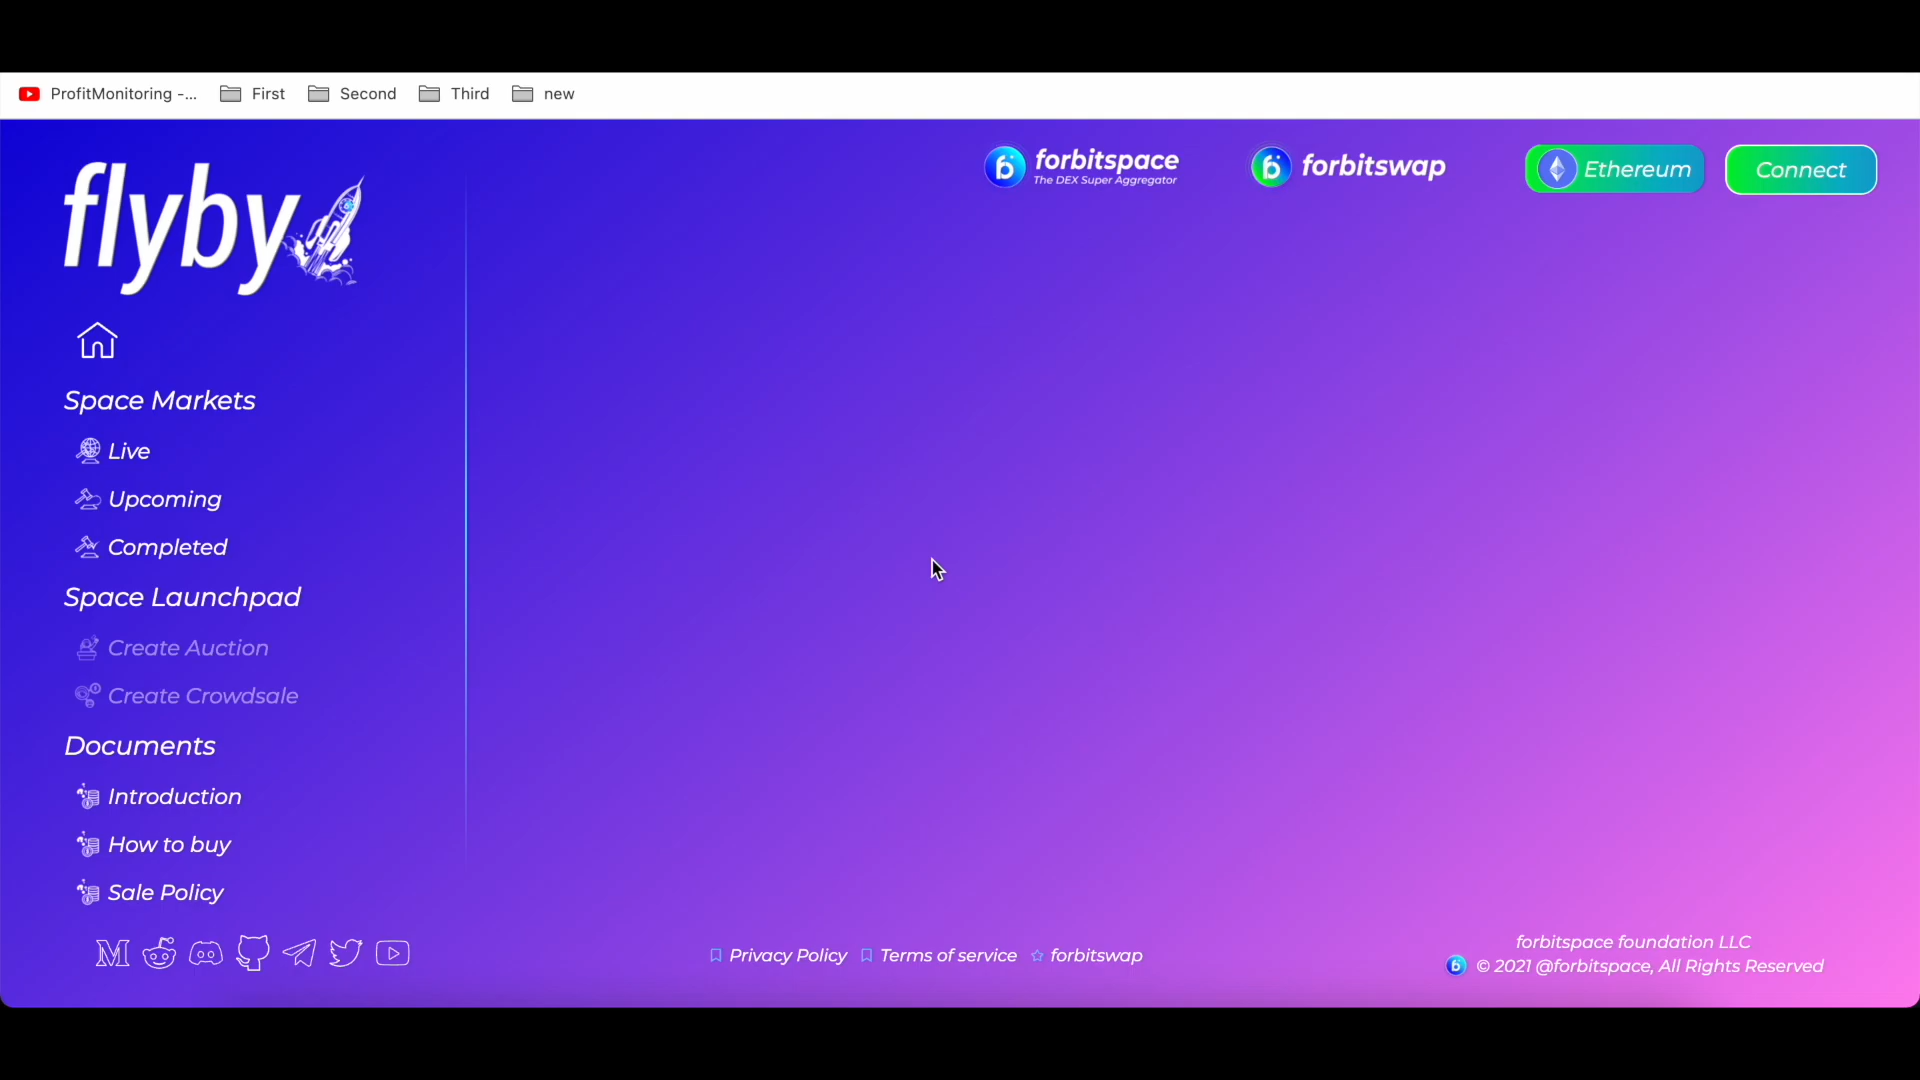 ProfitMonitoring -...
First
Second
Third
new
flyby
forbitspace
The DEX Super Aggregator
forbitswap
Ethereum
Connect
Space Markets
Live
Upcoming
Completed
Space Launchpad
Create Auction
Create Crowdsale
Documents
Introduction
How to buy
Sale Policy
Privacy Policy
Terms of service
forbitswap
forbitspace foundation LLC
© 2021 @forbitspace, All Rights Reserved